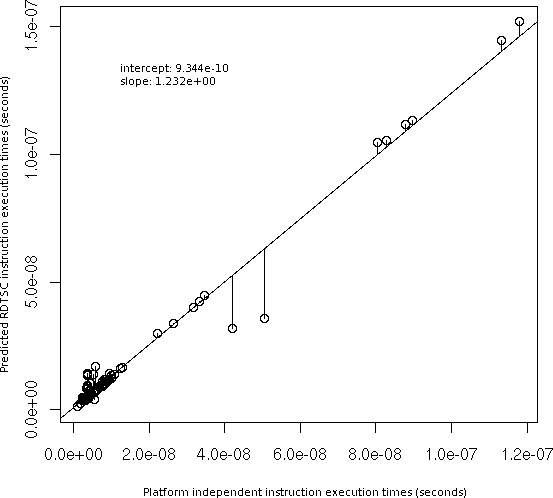 1.5e-07
intercept: 9.344e-10
slope: 1.232e+00
1.0e-07
5.0e-08
0.0e+00
Predicted RDTSC instruction execution times (seconds)
0.0e+00 2.0e-08 4.0e-08 6.0e-08 8.0e-08 1.0e-07 1.2e-07
Platform independent instruction execution times (seconds)